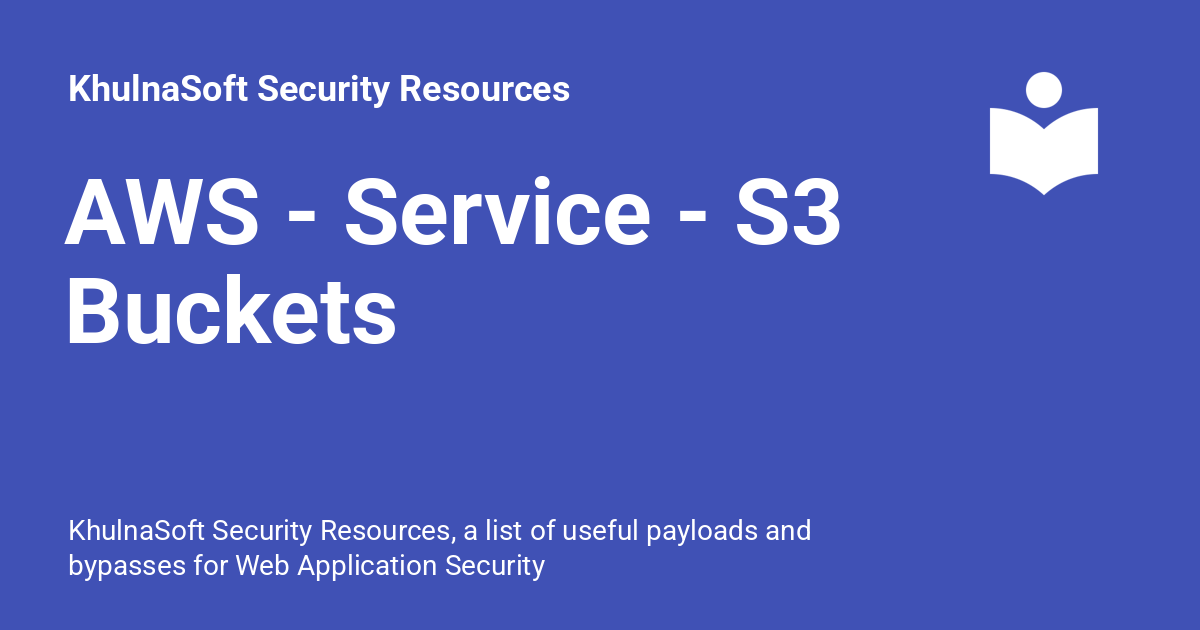 KhulnaSoft Security Resources
AWS - Service - S3
Buckets
KhulnaSoft Security Resources, a list of useful payloads and
bypasses for Web Application Security